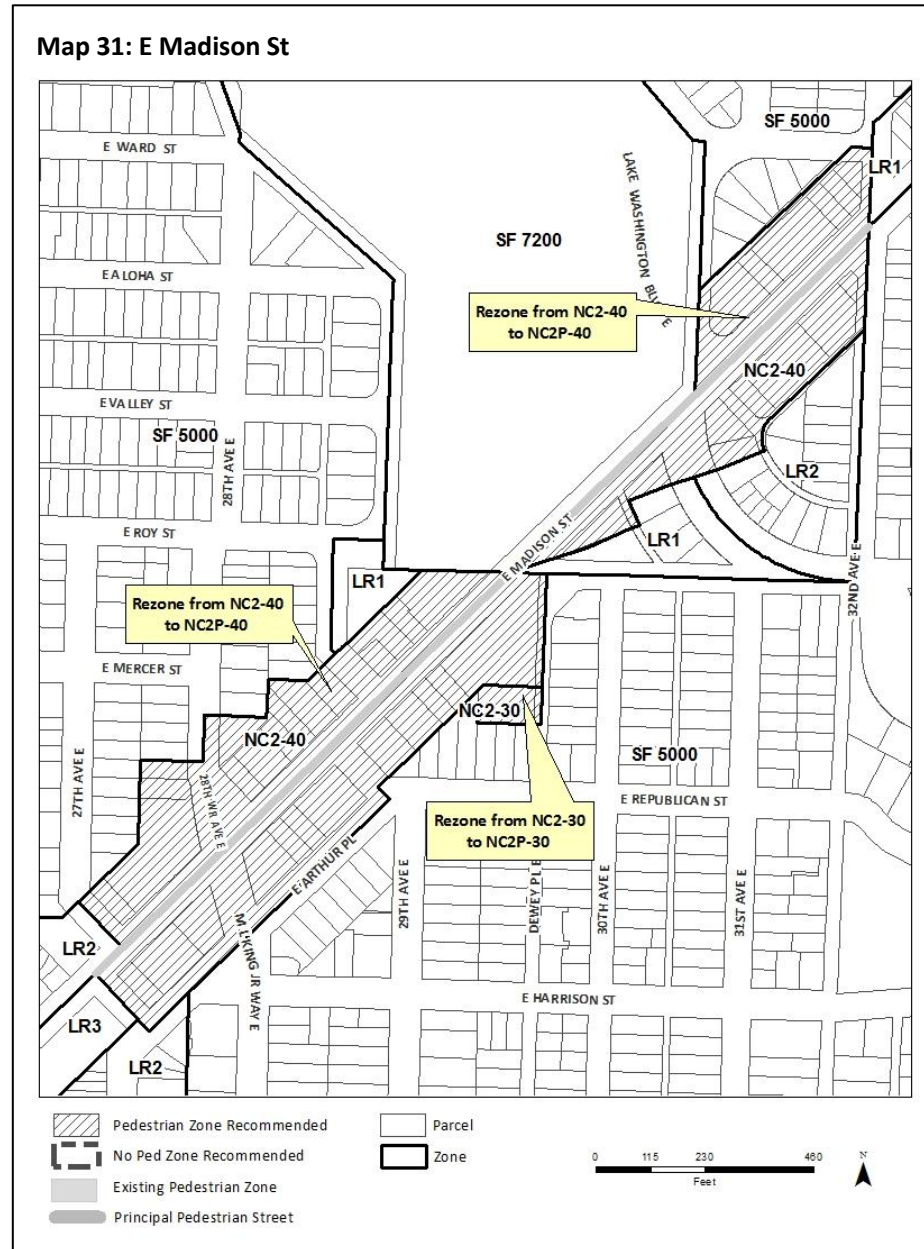 Map 31: E Madison St
E WARD ST
SF 5000
LR1
LAKE WASHINGTON BLV E
SF 7200
E ALOHA ST
Rezone from NC2-40
to NC2P-40
NC2-40
E VALLEY ST
SF 5000
28TH AVE E
LR2
E ROY ST
E MADISON ST
LR1
LR1
32ND AVE E
Rezone from NC2-40
to NC2P-40
E MERCER ST
NC2-30
NC2-40
SF 5000
27TH AVE E
28TH WR AVE E
E REPUBLICAN ST
Rezone from NC2-30
to NC2P-30
E ARTHUR PL
29TH AVE E
DEWEY PL E
30TH AVE E
31ST AVE E
M L KING JR WAY E
LR2
E HARRISON ST
LR3
LR2
Pedestrian Zone Recommended
No Ped Zone Recommended
Existing Pedestrian Zone
Principal Pedestrian Street
Parcel
Zone
0 115 230 460
Feet
N